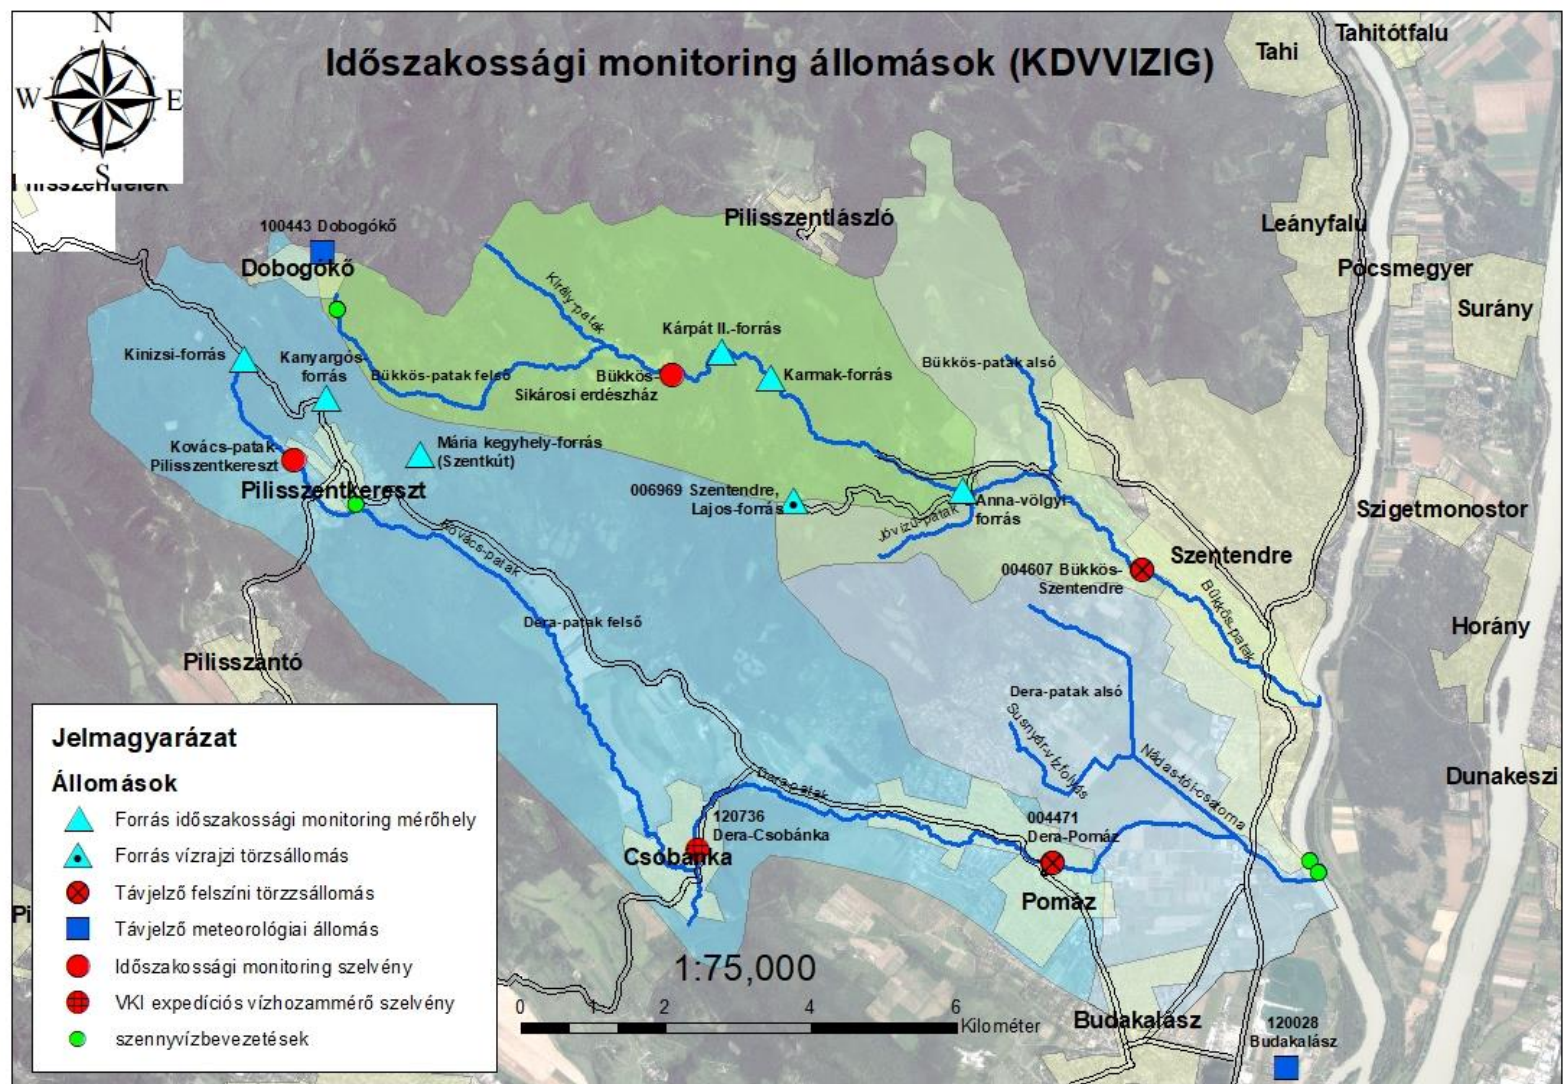 N
W
E
S
Időszakossági monitoring állomások (KDVVIZIG)
Tahi
Tahitótfalu
Pilisszentlélek
100443 Dobogókő
Dobogókő
Pilisszentlászló
Leányfalu
Pócsmegyer
Surány
Király-patak
Kárpát II.-forrás
Kinizsi-forrás
Kanyargós-
forrás
Bükkös-patak felső
Bükkös-
Sikárosi erdészház
Karmak-forrás
Bükkös-patak alsó
Kovács-patak
Pilisszentkereszt
Mária kegyhely-forrás
(Szentkút)
Pilisszentkereszt
006969 Szentendre,
Lajos-forrás
Anna-völgyi-
forrás
Jóvízű-patak
Szigetmonostor
Kovács-patak
Szentendre
004607 Bükkös-
Szentendre
Bükkös-patak
Dera-patak felső
Horány
Pilisszántó
Dera-patak alsó
Susnyár-vízfolyás
Nádas-tói-csatorna
Dera-patak
Dunakeszi
120736
Dera-Csobánka
Csobánka
004471
Dera-Pomáz
Pomáz
Pi
Jelmagyarázat
Állomások
Forrás időszakossági monitoring mérőhely
Forrás vízrajzi törzsállomás
Távjelző felszíni törzzsállomás
Távjelző meteorológiai állomás
Időszakossági monitoring szelvény
VKI expedíciós vízhozammérő szelvény
szennyvízbevezetések
1:75,000
0 1 2 4 6
Kilométer
Budakalász
120028
Budakalász